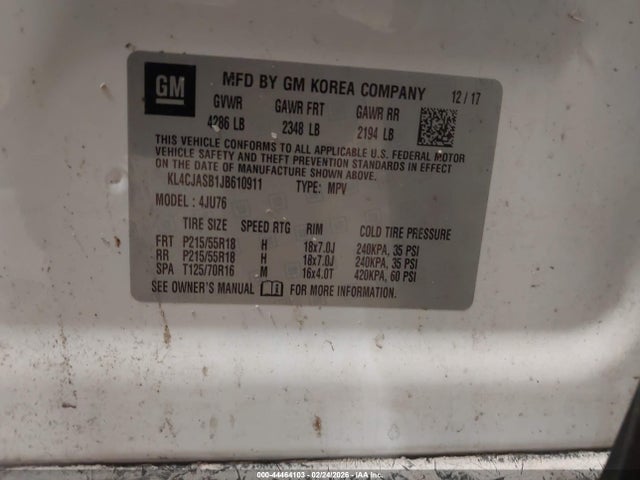 GM
MFD BY GM KOREA COMPANY 12/17
GVWR GAWR FRT GAWR RR
4286 LB 2348 LB 2194 LB
THIS VEHICLE CONFORMS TO ALL APPLICABLE U.S. FEDERAL MOTOR
VEHICLE SAFETY AND THEFT PREVENTION STANDARDS IN EFFECT
ON THE DATE OF MANUFACTURE SHOWN ABOVE.
KL4CJASB1JB610911 TYPE: MPV
MODEL: 4JU76
TIRE SIZE SPEED RTG RIM COLD TIRE PRESSURE
FRT P215/55R18 H 18x7.0J 240KPA, 35 PSI
RR P215/55R18 H 18x7.0J 240KPA, 35 PSI
SPA T125/70R16 M 16x4.0T 420KPA, 60 PSI
SEE OWNER'S MANUAL FOR MORE INFORMATION.
000-44464103 - 02/24/2026 - IAA Inc.